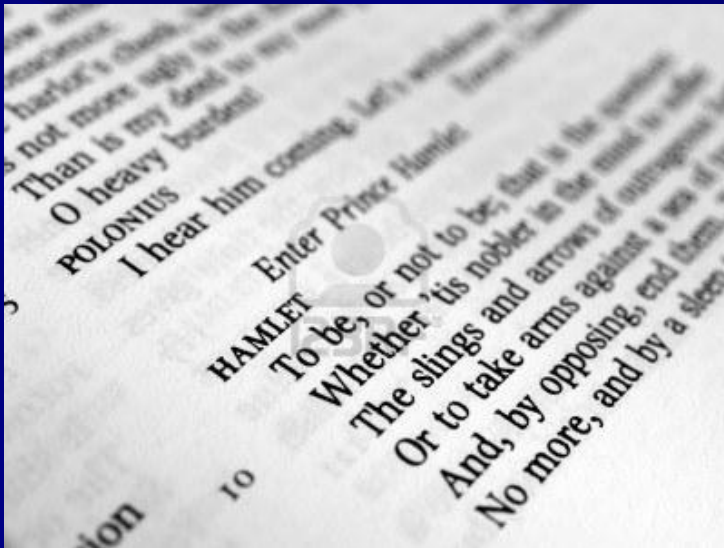 conscience.
harlot's cheek,
s not more ugly to the
Than is my deed to my most
O heavy burden!
POLONIUS
I hear him coming. Let's withdraw
Enter Prince Hamlet
HAMLET
To be, or not to be; that is the question:
Whether 'tis nobler in the mind to suffer
The slings and arrows of outrageous
Or to take arms against a sea of
And, by opposing, end them
No more, and by a sleep
10
sion
123RF